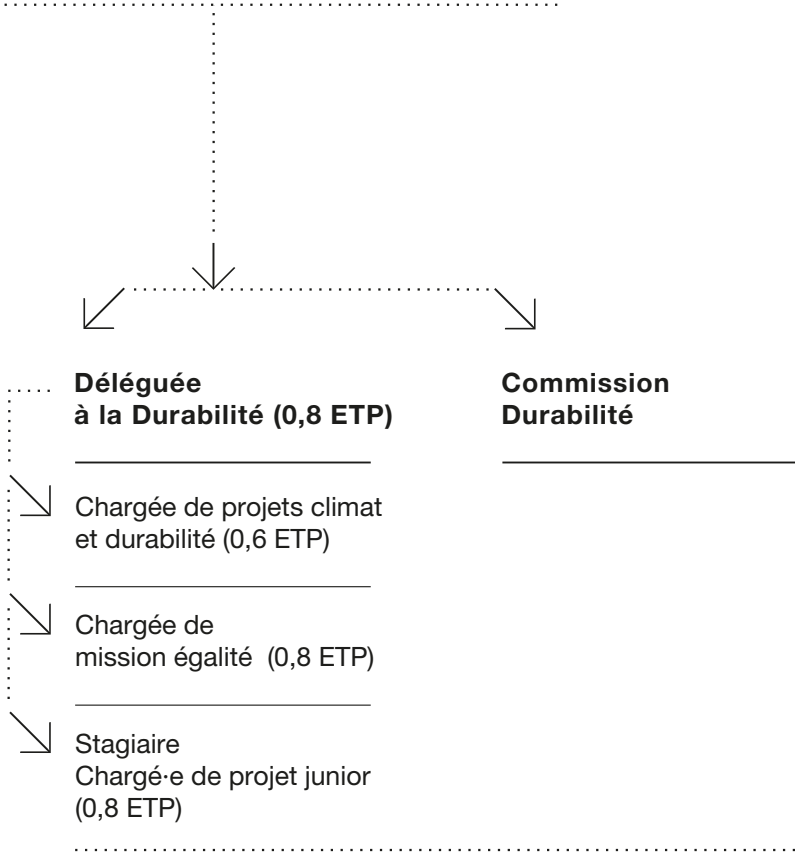 Déléguée
à la Durabilité (0,8 ETP)
Chargée de projets climat
et durabilité (0,6 ETP)
Chargée de
mission égalité (0,8 ETP)
Stagiaire
Chargé·e de projet junior
(0,8 ETP)
Commission
Durabilité